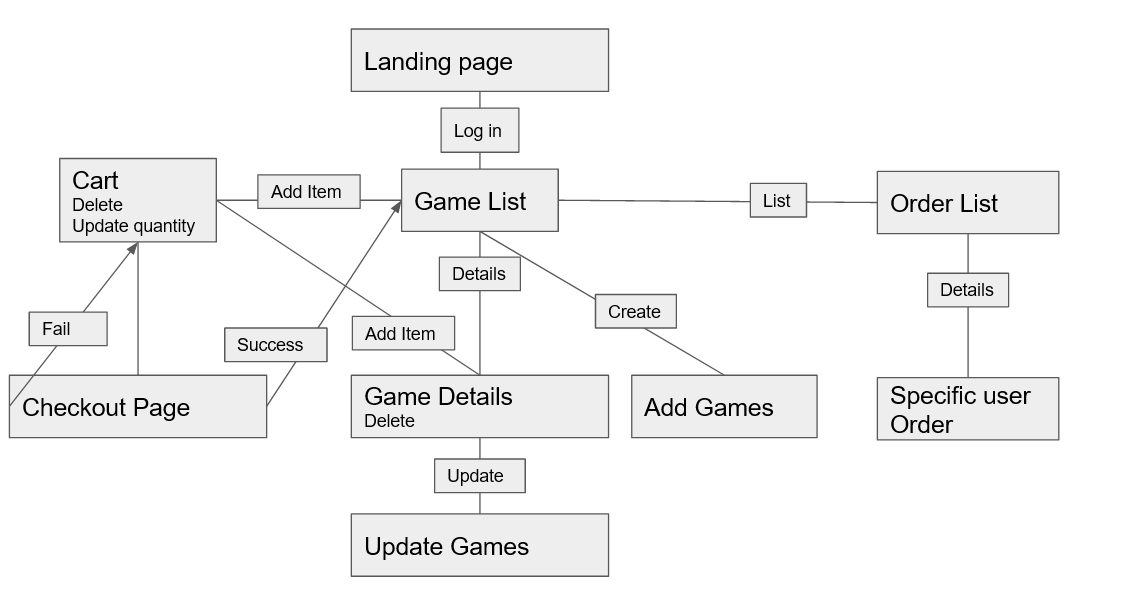 Landing page
Log in
Cart
Delete
Update quantity
Add Item
Game List
List
Order List
Details
Details
Create
Fail
Success
Add Item
Checkout Page
Game Details
Delete
Add Games
Specific user
Order
Update
Update Games